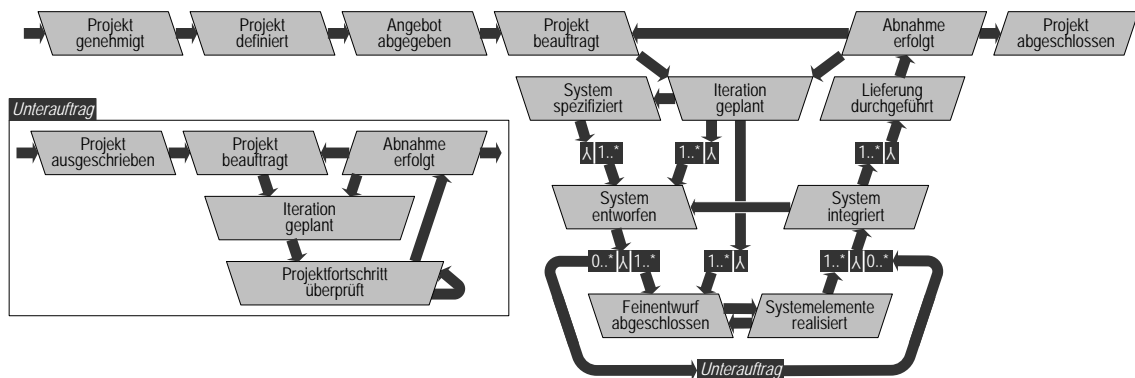 Projekt
genehmigt
Projekt
definiert
Angebot
abgegeben
Projekt
beauftragt
Abnahme
erfolgt
Projekt
abgeschlossen
System
spezifiziert
Iteration
geplant
Lieferung
durchgeführt
1..*
1..*
1..*
System
entworfen
System
integriert
0..*
1..*
1..*
1..*
0..*
Feinentwurf
abgeschlossen
Systemelemente
realisiert
Unterauftrag
Unterauftrag
Projekt
ausgeschrieben
Projekt
beauftragt
Abnahme
erfolgt
Iteration
geplant
Projektfortschritt
überprüft